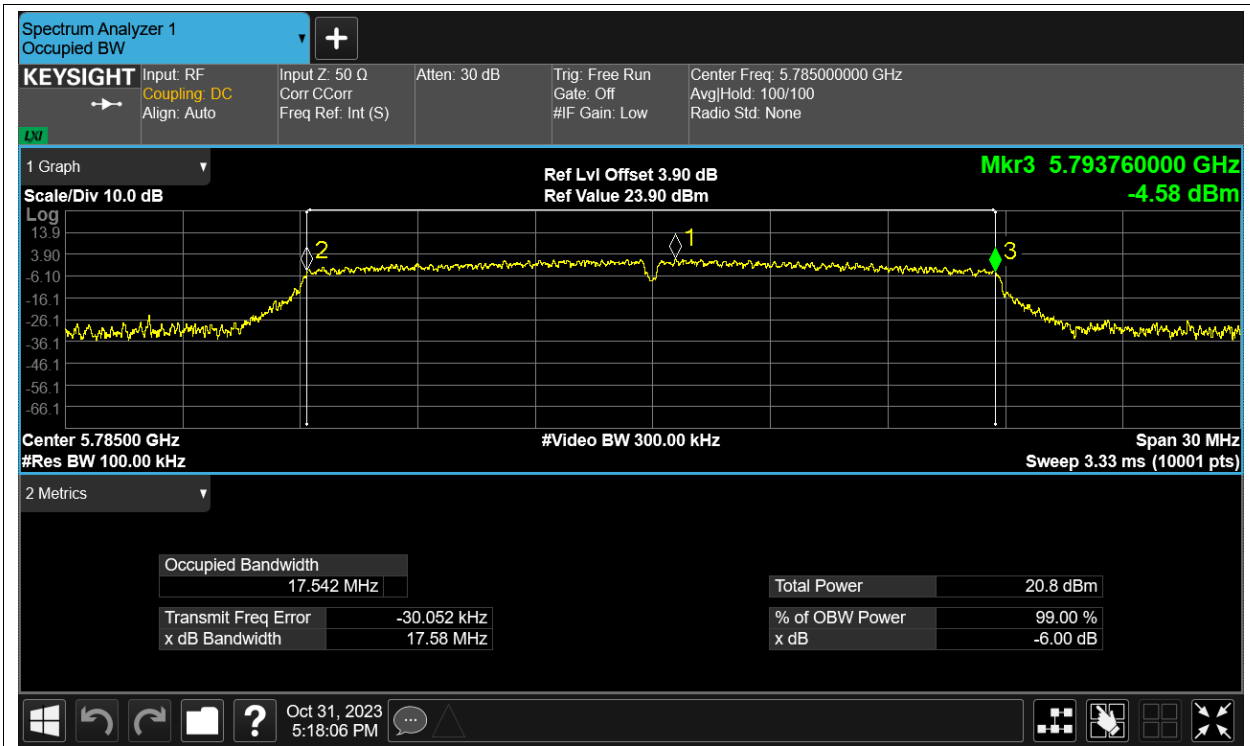 Spectrum Analyzer 1
Occupied BW
KEYSIGHT
LXI
Input: RF
Coupling: DC
Align: Auto
Input Z: 50 Ω
Corr CCorr
Freq Ref: Int (S)
Atten: 30 dB
Trig: Free Run
Gate: Off
#IF Gain: Low
Center Freq: 5.785000000 GHz
Avg|Hold: 100/100
Radio Std: None
1 Graph
Scale/Div 10.0 dB
Ref Lvl Offset 3.90 dB
Ref Value 23.90 dBm
Mkr3 5.793760000 GHz
-4.58 dBm
Log
13.9
3.90
-6.10
-16.1
-26.1
-36.1
-46.1
-56.1
-66.1
2
1
3
Center 5.78500 GHz
#Video BW 300.00 kHz
Span 30 MHz
#Res BW 100.00 kHz
Sweep 3.33 ms (10001 pts)
2 Metrics
Occupied Bandwidth
17.542 MHz
Total Power 20.8 dBm
Transmit Freq Error -30.052 kHz
% of OBW Power 99.00 %
x dB Bandwidth 17.58 MHz
x dB -6.00 dB
?
Oct 31, 2023
5:18:06 PM